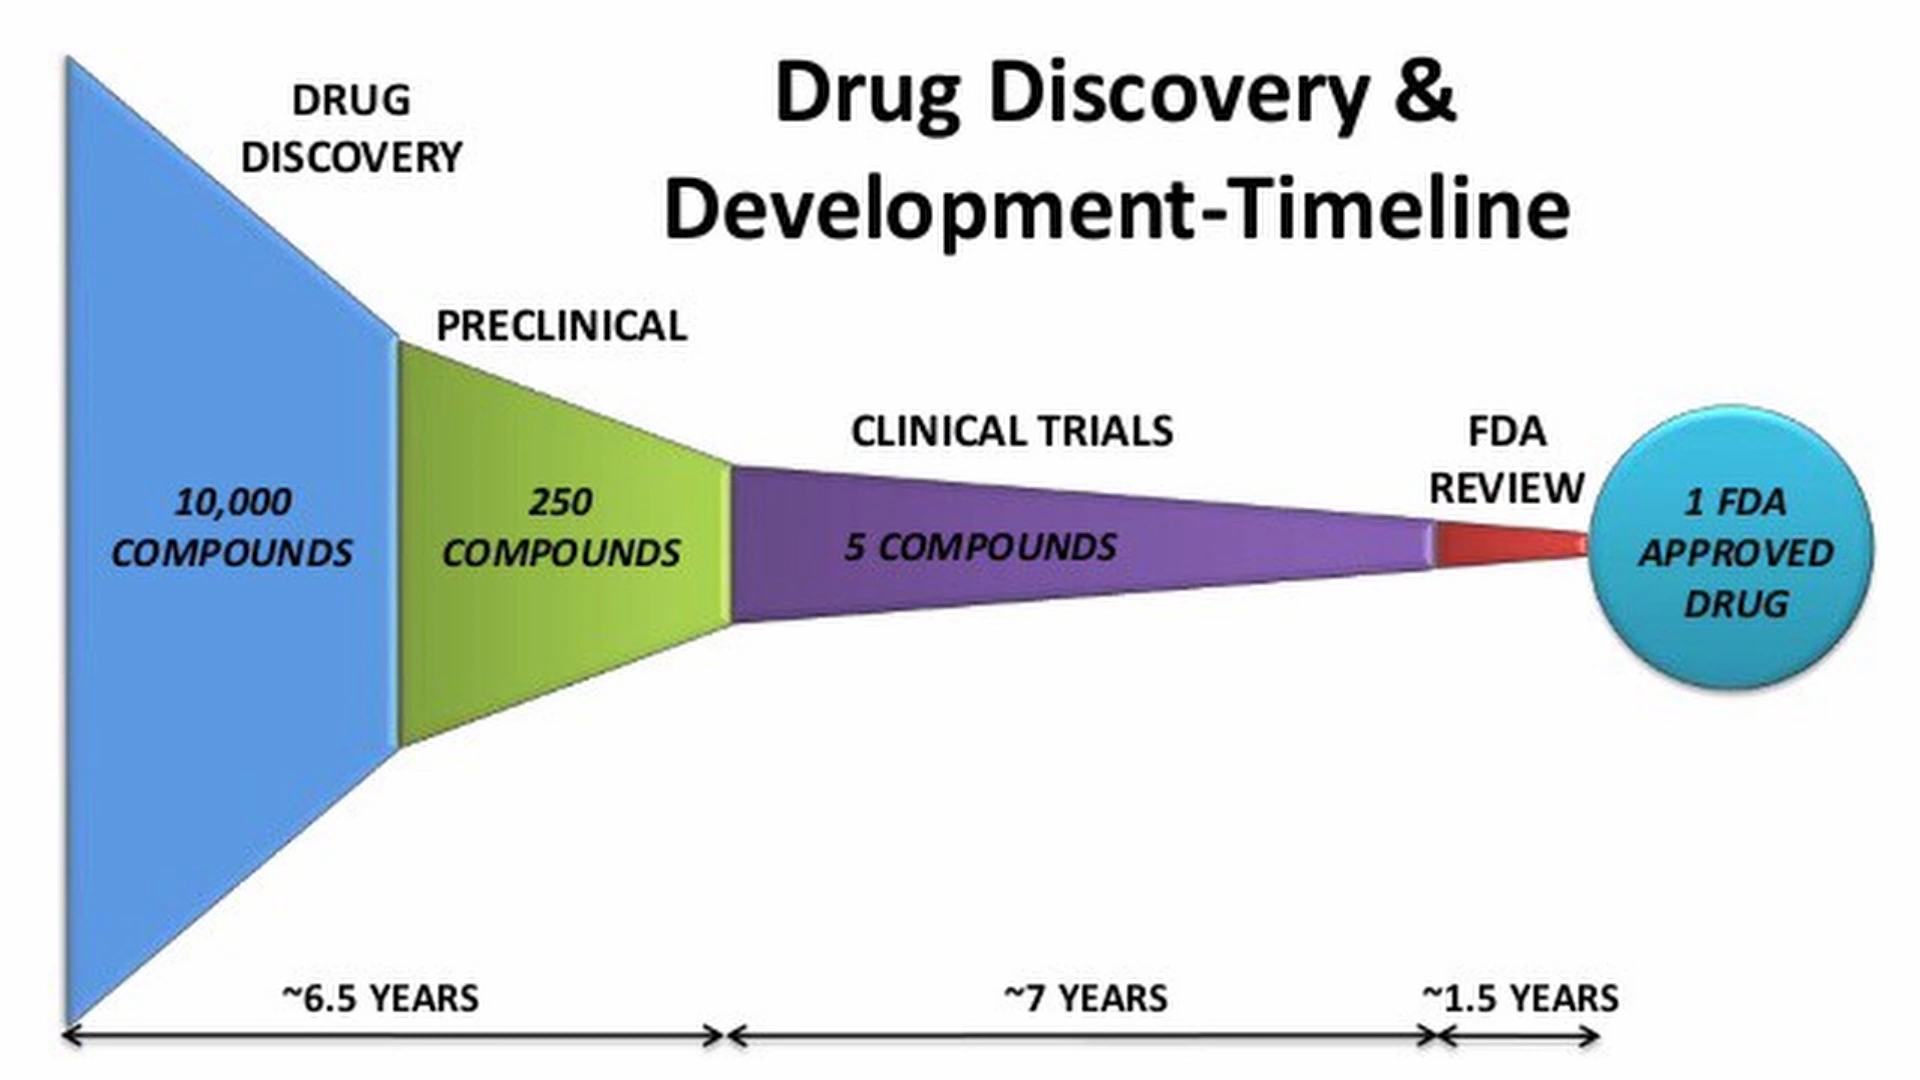 Drug Discovery &
Development-Timeline
DRUG
DISCOVERY
PRECLINICAL
CLINICAL TRIALS
FDA
REVIEW
10,000
COMPOUNDS
250
COMPOUNDS
5 COMPOUNDS
1 FDA
APPROVED
DRUG
~6.5 YEARS
~7 YEARS
~1.5 YEARS